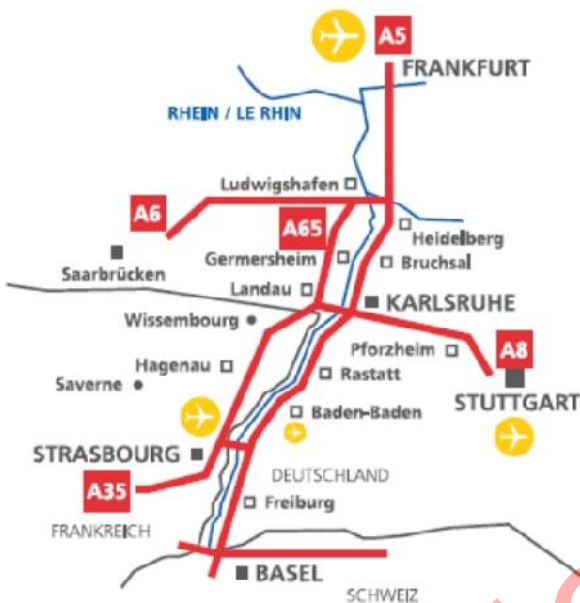 A5
FRANKFURT
RHEIN / LE RHIN
Ludwigshafen
A6
A65
Heidelberg
Germersheim
Bruchsal
Saarbrücken
Landau
KARLSRUHE
Wissembourg
Pforzheim
A8
Hagenau
Rastatt
Saverne
STUTTGART
Baden-Baden
STRASBOURG
DEUTSCHLAND
A35
Freiburg
FRANKREICH
BASEL
SCHWEIZ